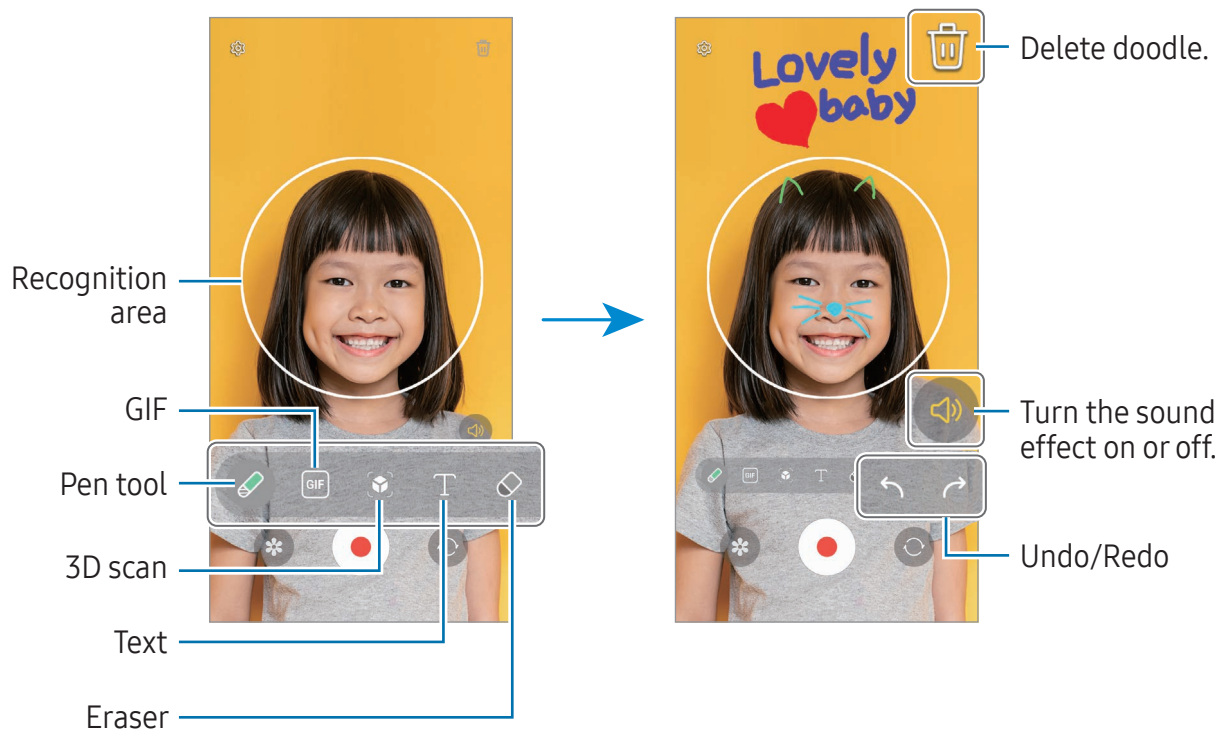 Delete doodle.
Lovely
baby
Recognition
area
GIF
Turn the sound
effect on or off.
Pen tool
GIF
GIF
T
T
3D scan
Undo/Redo
Text
Eraser